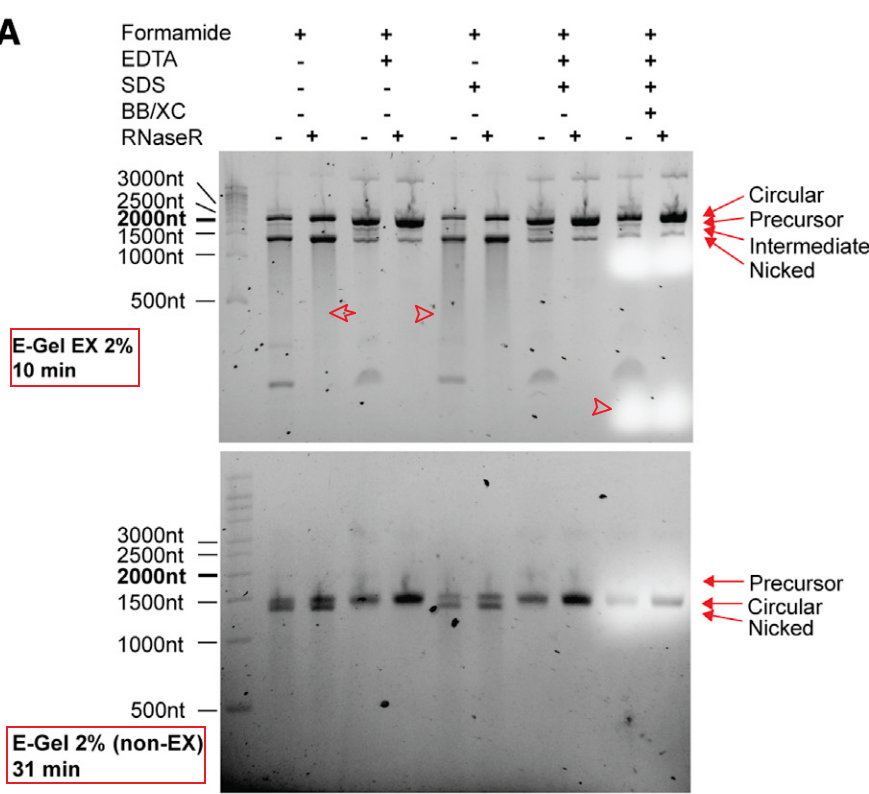 A
Formamide + + + + +
EDTA - + - + +
SDS - - + + +
BB/XC - - - - +
RNaseR - + - + - + - + - +
3000nt
2500nt
2000nt
1500nt
1000nt
500nt
Circular
Precursor
Intermediate
Nicked
E-Gel EX 2%
10 min
3000nt
2500nt
2000nt
1500nt
1000nt
500nt
Precursor
Circular
Nicked
E-Gel 2% (non-EX)
31 min